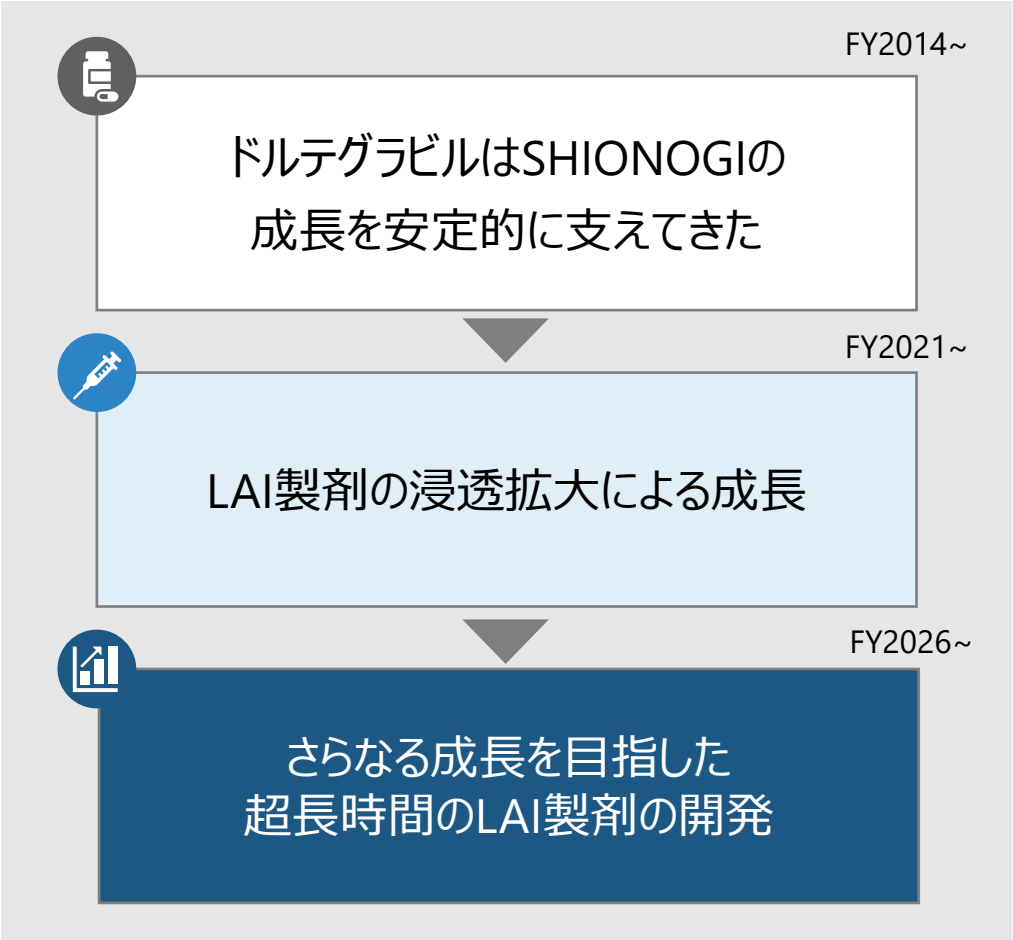 FY2014~
ドルテグラビルはSHIONOGIの
成長を安定的に支えてきた
FY2021~
LAI製剤の浸透拡大による成長
FY2026~
さらなる成長を目指した
超長時間のLAI製剤の開発